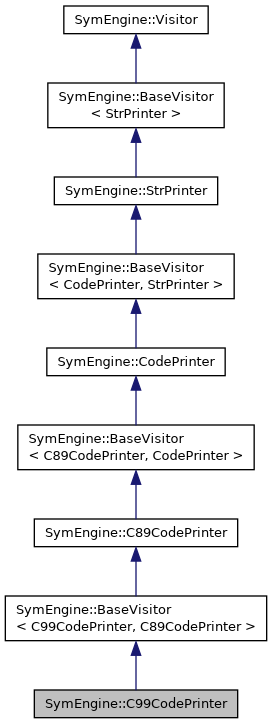 SymEngine::Visitor
SymEngine::BaseVisitor
< StrPrinter >
SymEngine::StrPrinter
SymEngine::BaseVisitor
< CodePrinter, StrPrinter >
SymEngine::CodePrinter
SymEngine::BaseVisitor
< C89CodePrinter, CodePrinter >
SymEngine::C89CodePrinter
SymEngine::BaseVisitor
< C99CodePrinter, C89CodePrinter >
SymEngine::C99CodePrinter